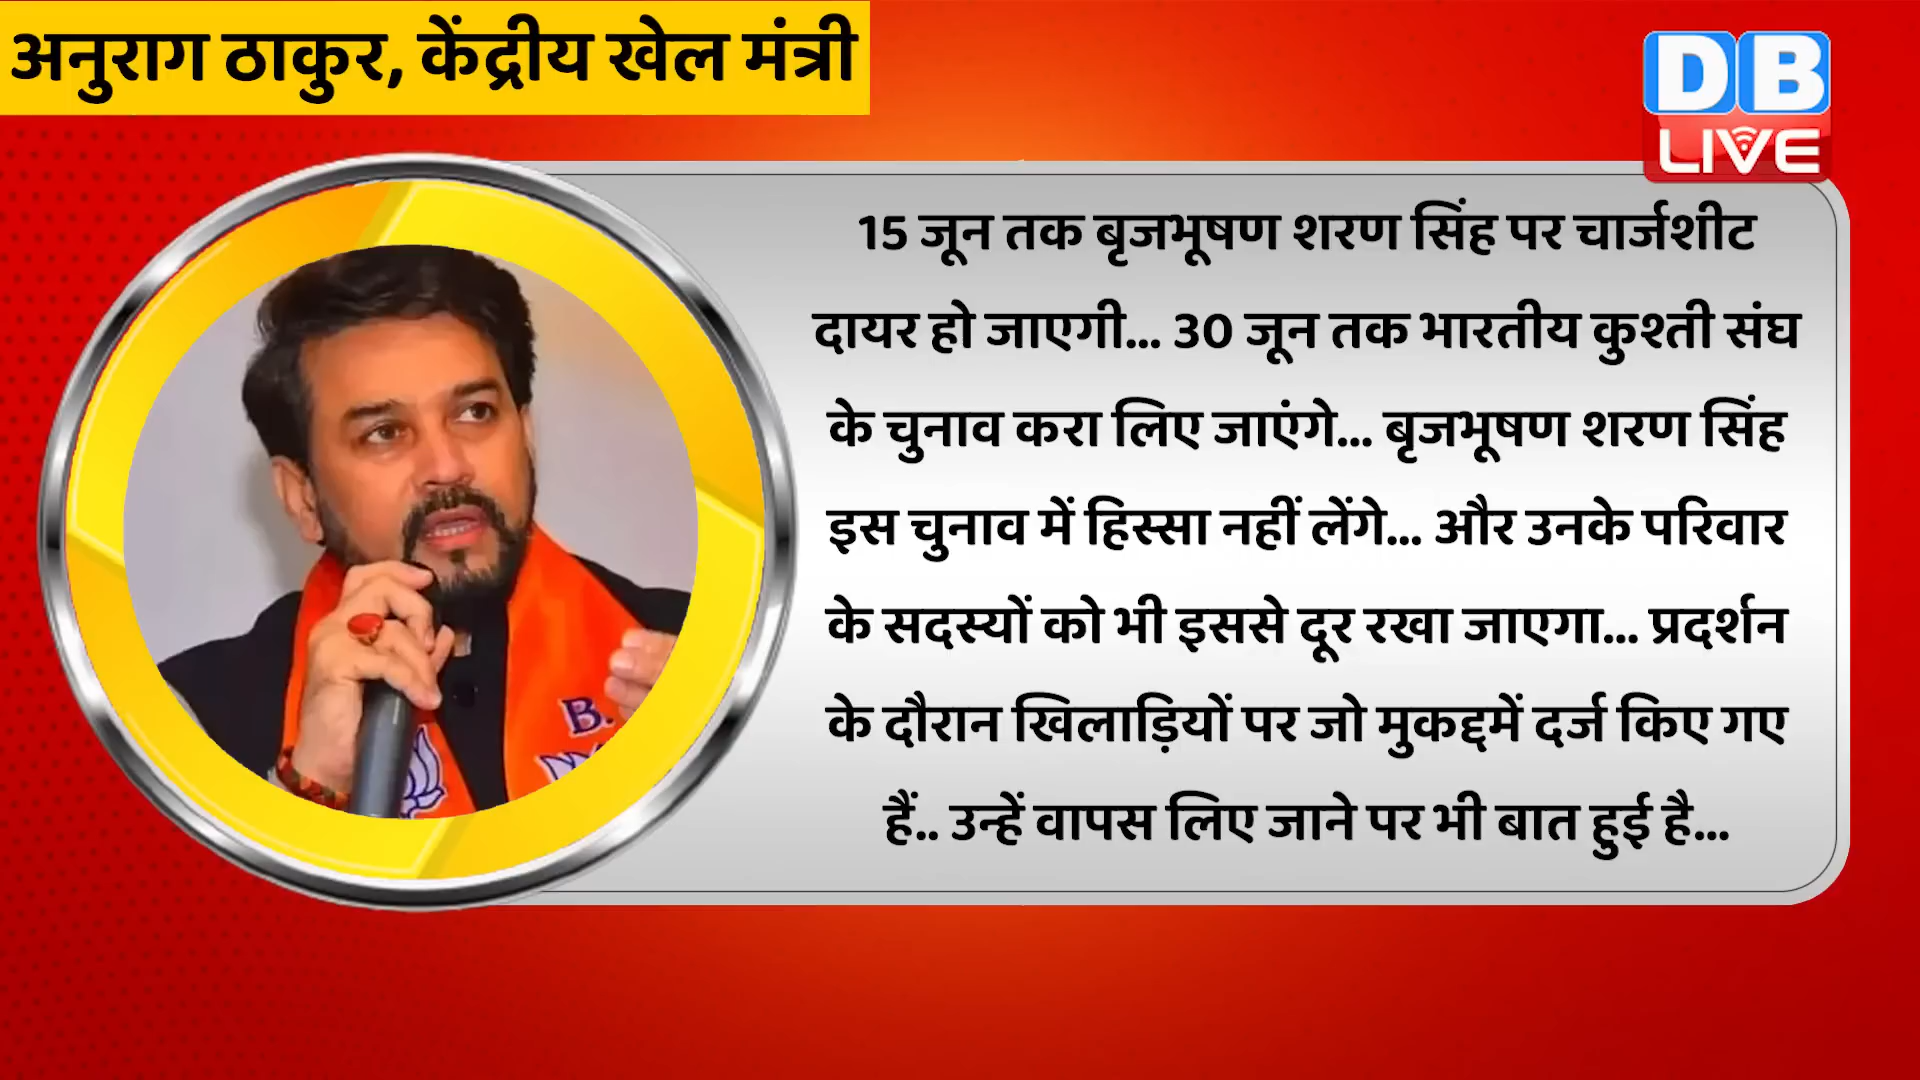 अनुराग ठाकुर, केंद्रीय खेल मंत्री
DB
LIVE
15 जून तक बृजभूषण शरण सिंह पर चार्जशीट
दायर हो जाएगी... 30 जून तक भारतीय कुश्ती संघ
के चुनाव करा लिए जाएंगे... बृजभूषण शरण सिंह
इस चुनाव में हिस्सा नहीं लेंगे... और उनके परिवार
के सदस्यों को भी इससे दूर रखा जाएगा... प्रदर्शन
के दौरान खिलाड़ियों पर जो मुकद्दमें दर्ज किए गए
हैं.. उन्हें वापस लिए जाने पर भी बात हुई है...
B.